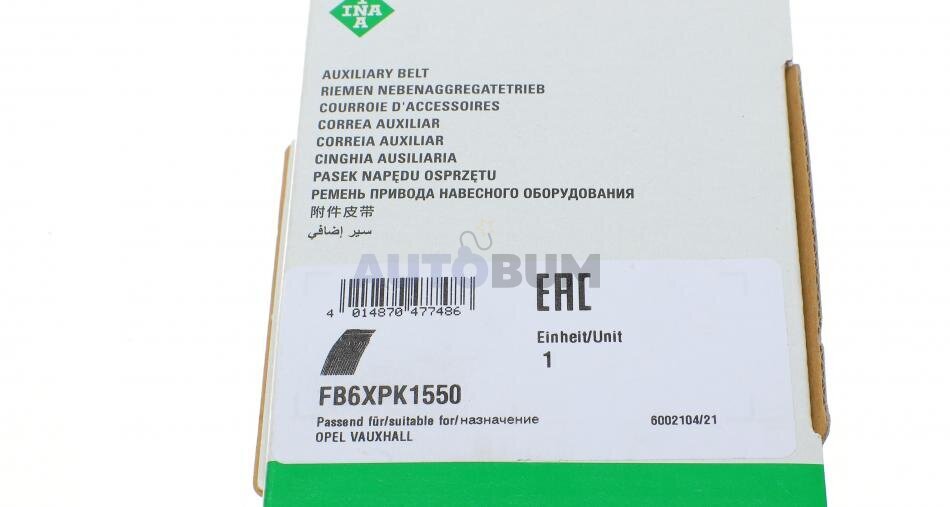 INA
AUXILIARY BELT
RIEMEN NEBENAGGREGATETRIEB
COURROIE D'ACCESSOIRES
CORREA AUXILIAR
CORREIA AUXILIAR
CINGHIA AUSILIARIA
PASEK NAPĘDU OSPRZĘTU
РЕМЕНЬ ПРИВОДА НАВЕСНОГО ОБОРУДОВАНИЯ
附件皮带
سير إضافي
AUTOBUM
EAC
4 014870 477486
Einheit/Unit
1
FB6XPK1550
Passend für/suitable for/назначение
6002104/21
OPEL VAUXHALL